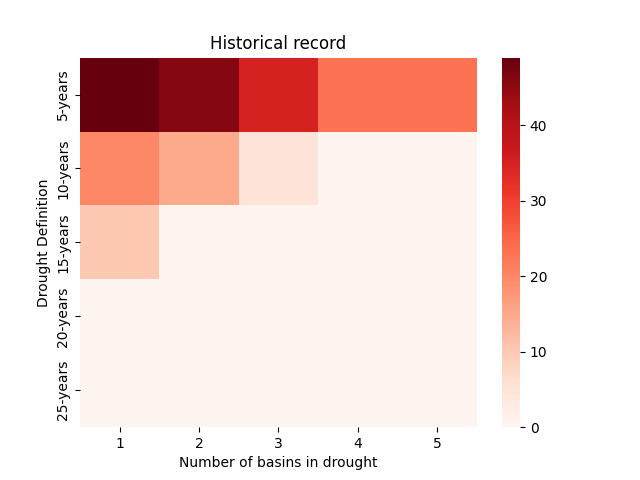 Historical record
Drought Definition
5-years
10-years
15-years
20-years
25-years
1 2 3 4 5
Number of basins in drought
40
30
20
10
0